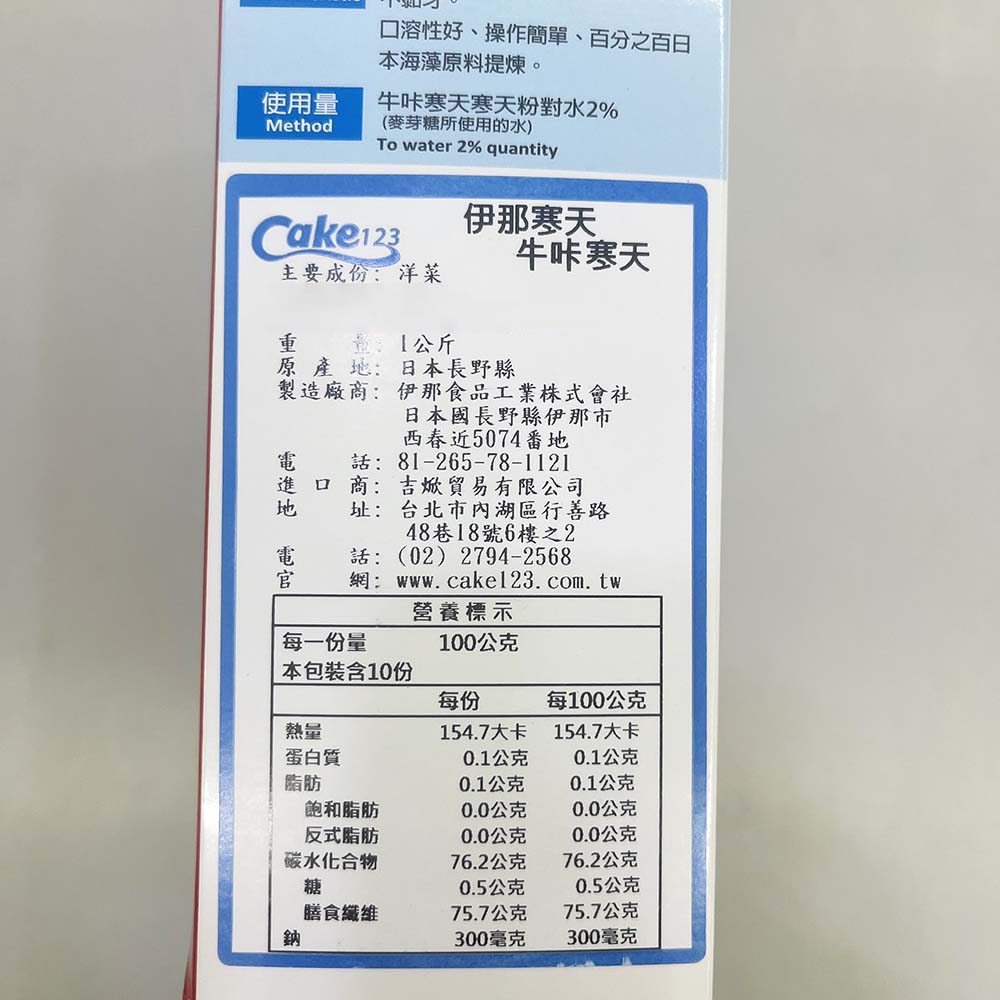 不黏牙。
口溶性好、操作簡單、百分之百日
本海藻原料提煉。
使用量
Method
牛咔寒天寒天粉對水2%
(麥芽糖所使用的水)
To water 2% quantity
Cake123
伊那寒天
牛咔寒天
主要成份: 洋菜
重 量: 1公斤
原產地: 日本長野縣
製造廠商: 伊那食品工業株式會社
日本國長野縣伊那市
西春近5074番地
電 話: 81-265-78-1121
進口商: 吉焮貿易有限公司
地 址: 台北市內湖區行善路
48巷18號6樓之2
電 話: (02) 2794-2568
官 網: www.cake123.com.tw
營養標示
每一份量 100公克
本包裝含10份
每份 每100公克
熱量 154.7大卡 154.7大卡
蛋白質 0.1公克 0.1公克
脂肪 0.1公克 0.1公克
飽和脂肪 0.0公克 0.0公克
反式脂肪 0.0公克 0.0公克
碳水化合物 76.2公克 76.2公克
糖 0.5公克 0.5公克
膳食纖維 75.7公克 75.7公克
鈉 300毫克 300毫克